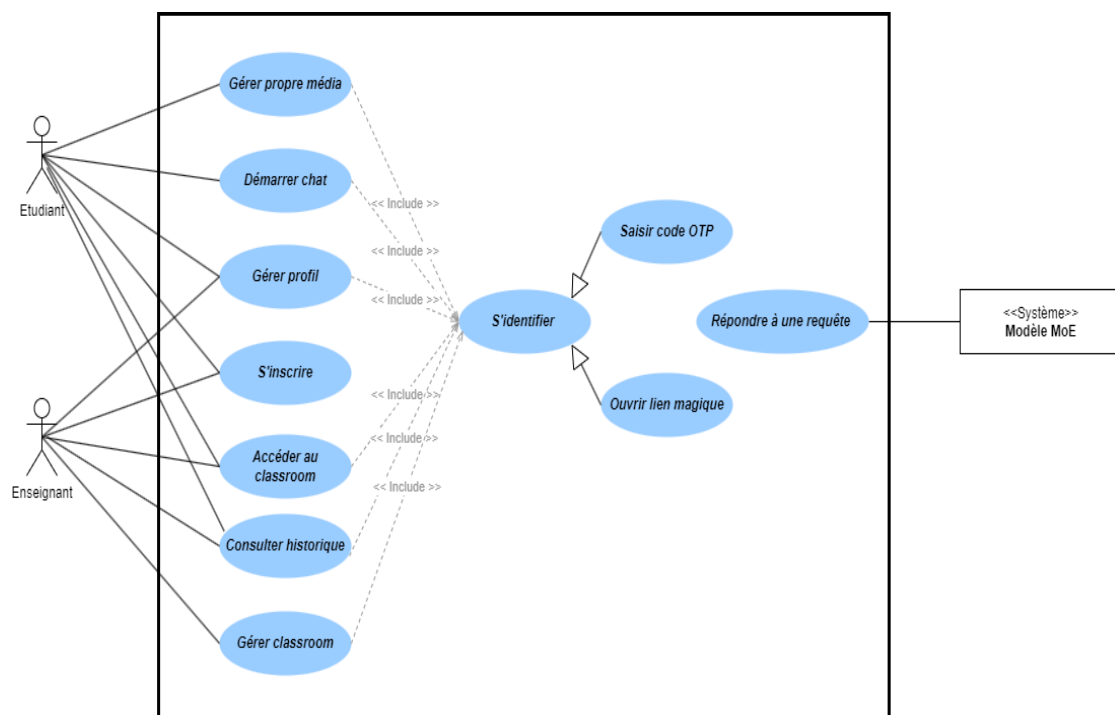 Gérer propre média
Démarrer chat
Etudiant
<< Include >>
Saisir code OTP
<< Include >>
Gérer profil
<< Include >>
S'identifier
Répondre à une requête
<<Système>>
Modèle MoE
S'inscrire
<< Include >>
Ouvrir lien magique
<< Include >>
Accéder au
classroom
Enseignant
<< Include >>
Consulter historique
Gérer classroom